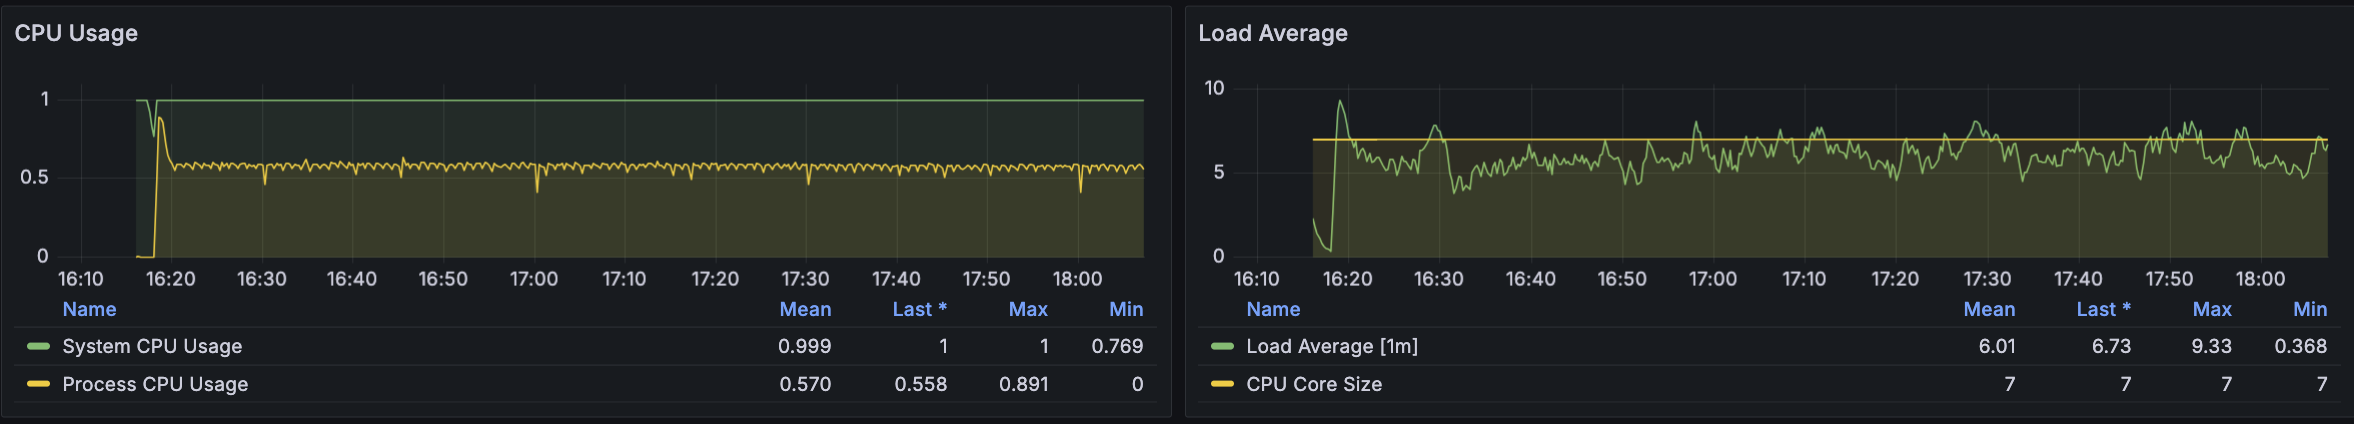 CPU Usage
1
0.5
0
16:10 16:20 16:30 16:40 16:50 17:00 17:10 17:20 17:30 17:40 17:50 18:00
Name Mean Last * Max Min
System CPU Usage 0.999 1 1 0.769
Process CPU Usage 0.570 0.558 0.891 0
Load Average
10
5
0
16:10 16:20 16:30 16:40 16:50 17:00 17:10 17:20 17:30 17:40 17:50 18:00
Name Mean Last * Max Min
Load Average [1m] 6.01 6.73 9.33 0.368
CPU Core Size 7 7 7 7